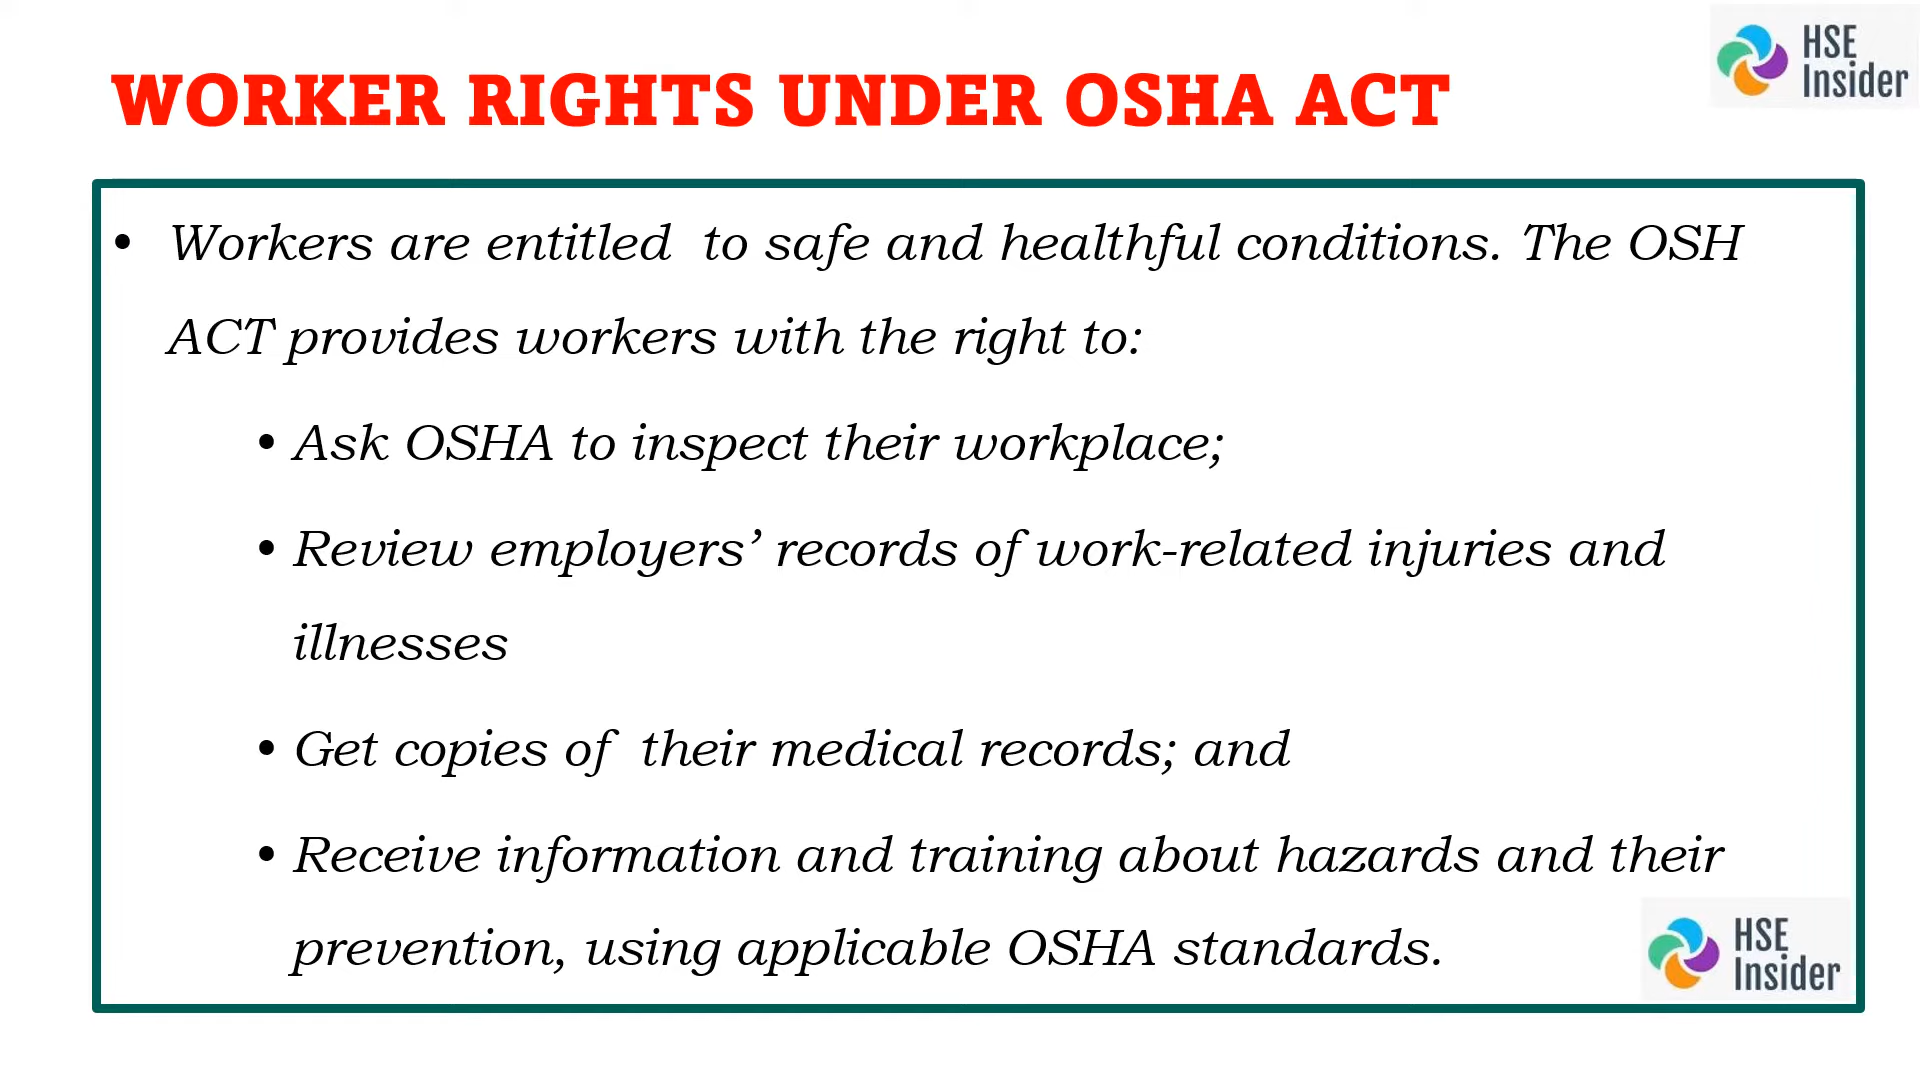 HSE
Insider
WORKER RIGHTS UNDER OSHA ACT
• Workers are entitled  to safe and healthful conditions. The OSH
ACT provides workers with the right to:
• Ask OSHA to inspect their workplace;
• Review employers’ records of work-related injuries and
illnesses
• Get copies of  their medical records; and
• Receive information and training about hazards and their
prevention, using applicable OSHA standards.
HSE
Insider